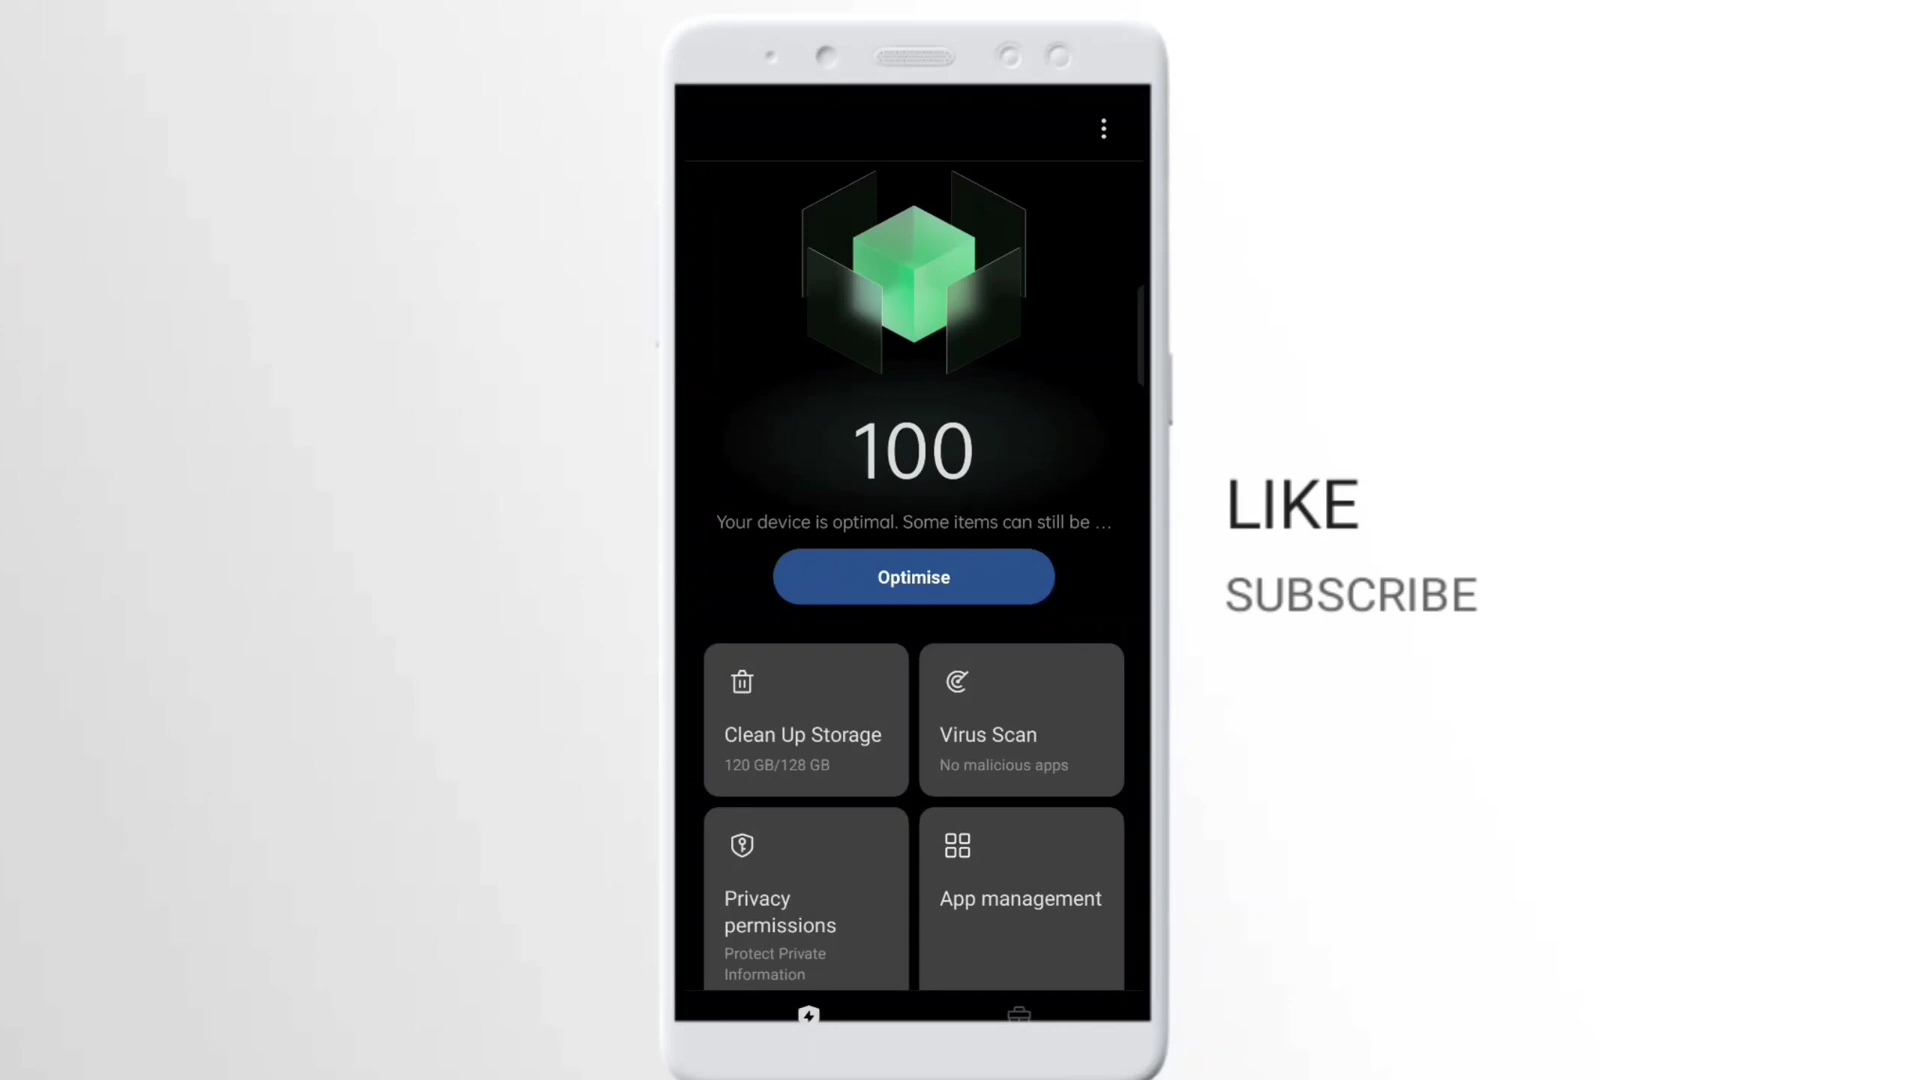 100
Your device is optimal. Some items can still be ...
Optimise
Clean Up Storage
120 GB/128 GB
Virus Scan
No malicious apps
Privacy
permissions
Protect Private
Information
App management
LIKE
SUBSCRIBE